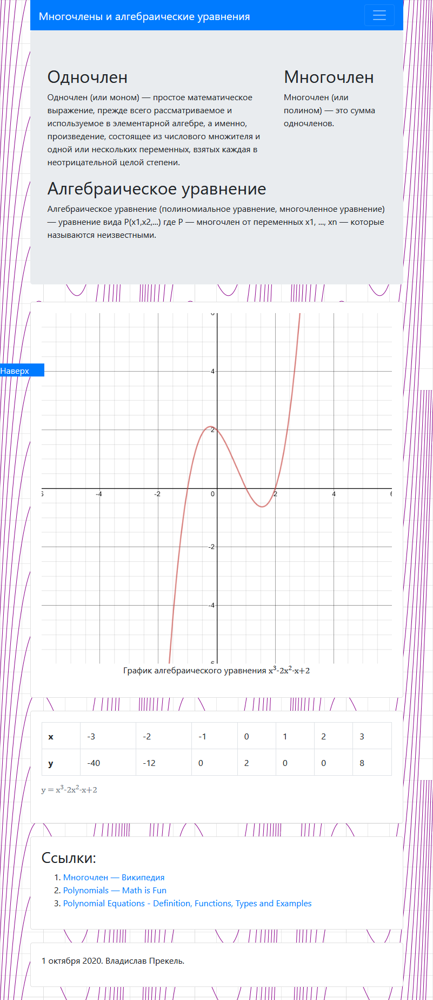 Многочлены и алгебраические уравнения
Одночлен
Одночлен (или моном) — простое математическое
выражение, прежде всего рассматриваемое и
используемое в элементарной алгебре, а именно,
произведение, состоящее из числового множителя и
одной или нескольких переменных, взятых каждая в
неотрицательной целой степени.
Многочлен
Многочлен (или
полином) — это сумма
одночленов.
Алгебраическое уравнение
Алгебраическое уравнение (полиномиальное уравнение, многочленное уравнение)
— уравнение вида P(x1,x2,...) где P — многочлен от переменных x1, ..., xn — которые
называются неизвестными.
Наверх
4
2
-4 -2 0 2 4
-2
-4
График алгебраического уравнения x³-2x²-x+2
x -3 -2 -1 0 1 2 3
y -40 -12 0 2 0 0 8
y = x³-2x²-x+2
Ссылки:
1. Многочлен — Википедия
2. Polynomials — Math is Fun
3. Polynomial Equations - Definition, Functions, Types and Examples
1 октября 2020. Владислав Прекель.